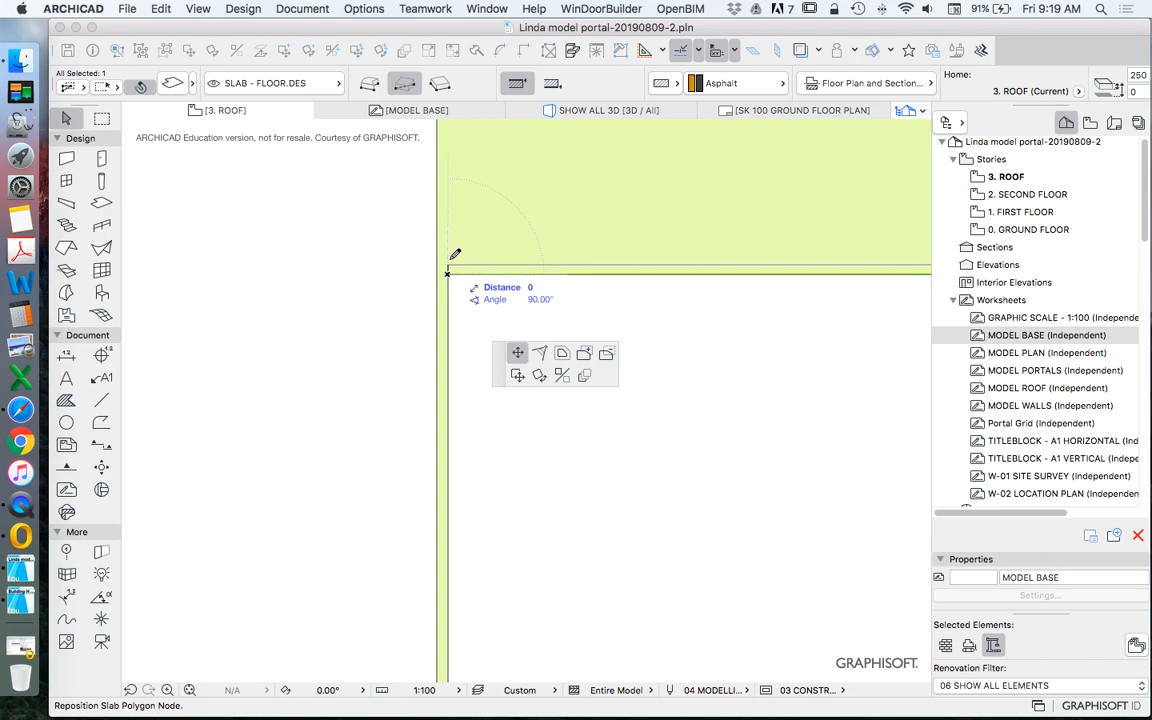 ARCHICAD File Edit View Design Document Options Teamwork Window Help WinDoorBuilder OpenBIM 7 91% Fri 9:19 AM
Linda model portal-20190809-2.pln
All Selected: 1
SLAB - FLOOR.DES
Asphalt
Floor Plan and Section...
Home:
3. ROOF (Current)
250
0
[3. ROOF]
[MODEL BASE]
SHOW ALL 3D [3D / All]
[SK 100 GROUND FLOOR PLAN]
ARCHICAD Education version, not for resale. Courtesy of GRAPHISOFT.
Design
Document
1.2
A
A1
1.2
More
Distance 0
Angle 90.00°
GRAPHISOFT.
Linda model portal-20190809-2
Stories
3. ROOF
2. SECOND FLOOR
1. FIRST FLOOR
0. GROUND FLOOR
Sections
Elevations
Interior Elevations
Worksheets
GRAPHIC SCALE - 1:100 (Independe
MODEL BASE (Independent)
MODEL PLAN (Independent)
MODEL PORTALS (Independent)
MODEL ROOF (Independent)
MODEL WALLS (Independent)
Portal Grid (Independent)
TITLEBLOCK - A1 HORIZONTAL (Ind
TITLEBLOCK - A1 VERTICAL (Indepe
W-01 SITE SURVEY (Independent)
W-02 LOCATION PLAN (Independen
Properties
MODEL BASE
Settings...
Selected Elements:
Renovation Filter:
06 SHOW ALL ELEMENTS
N/A
0.00°
1:100
Custom
Entire Model
04 MODELLI...
03 CONSTR...
Reposition Slab Polygon Node.
GRAPHISOFT ID